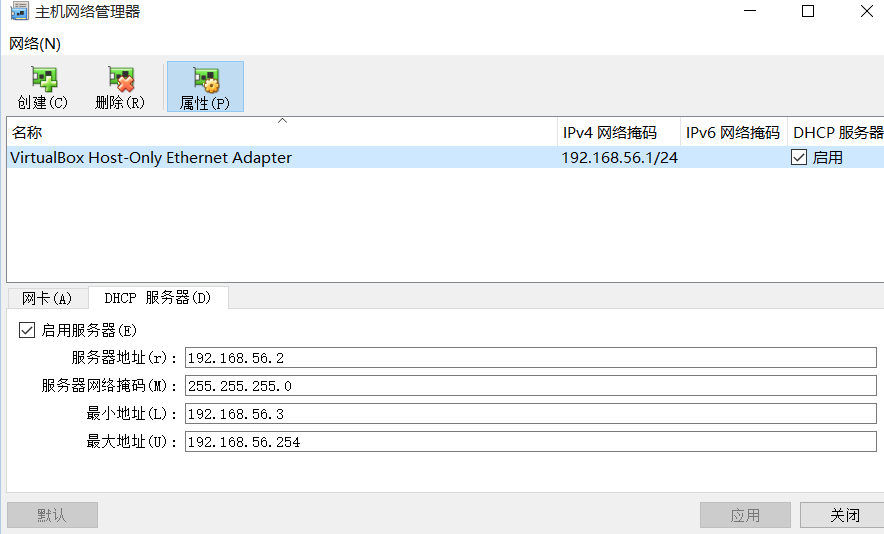 主机网络管理器
网络(N)
创建(C) 删除(R) 属性(P)
名称 IPv4 网络掩码 IPv6 网络掩码 DHCP 服务器
VirtualBox Host-Only Ethernet Adapter 192.168.56.1/24 启用
网卡(A) DHCP 服务器(D)
启用服务器(E)
服务器地址(r): 192.168.56.2
服务器网络掩码(M): 255.255.255.0
最小地址(L): 192.168.56.3
最大地址(U): 192.168.56.254
默认 应用 关闭